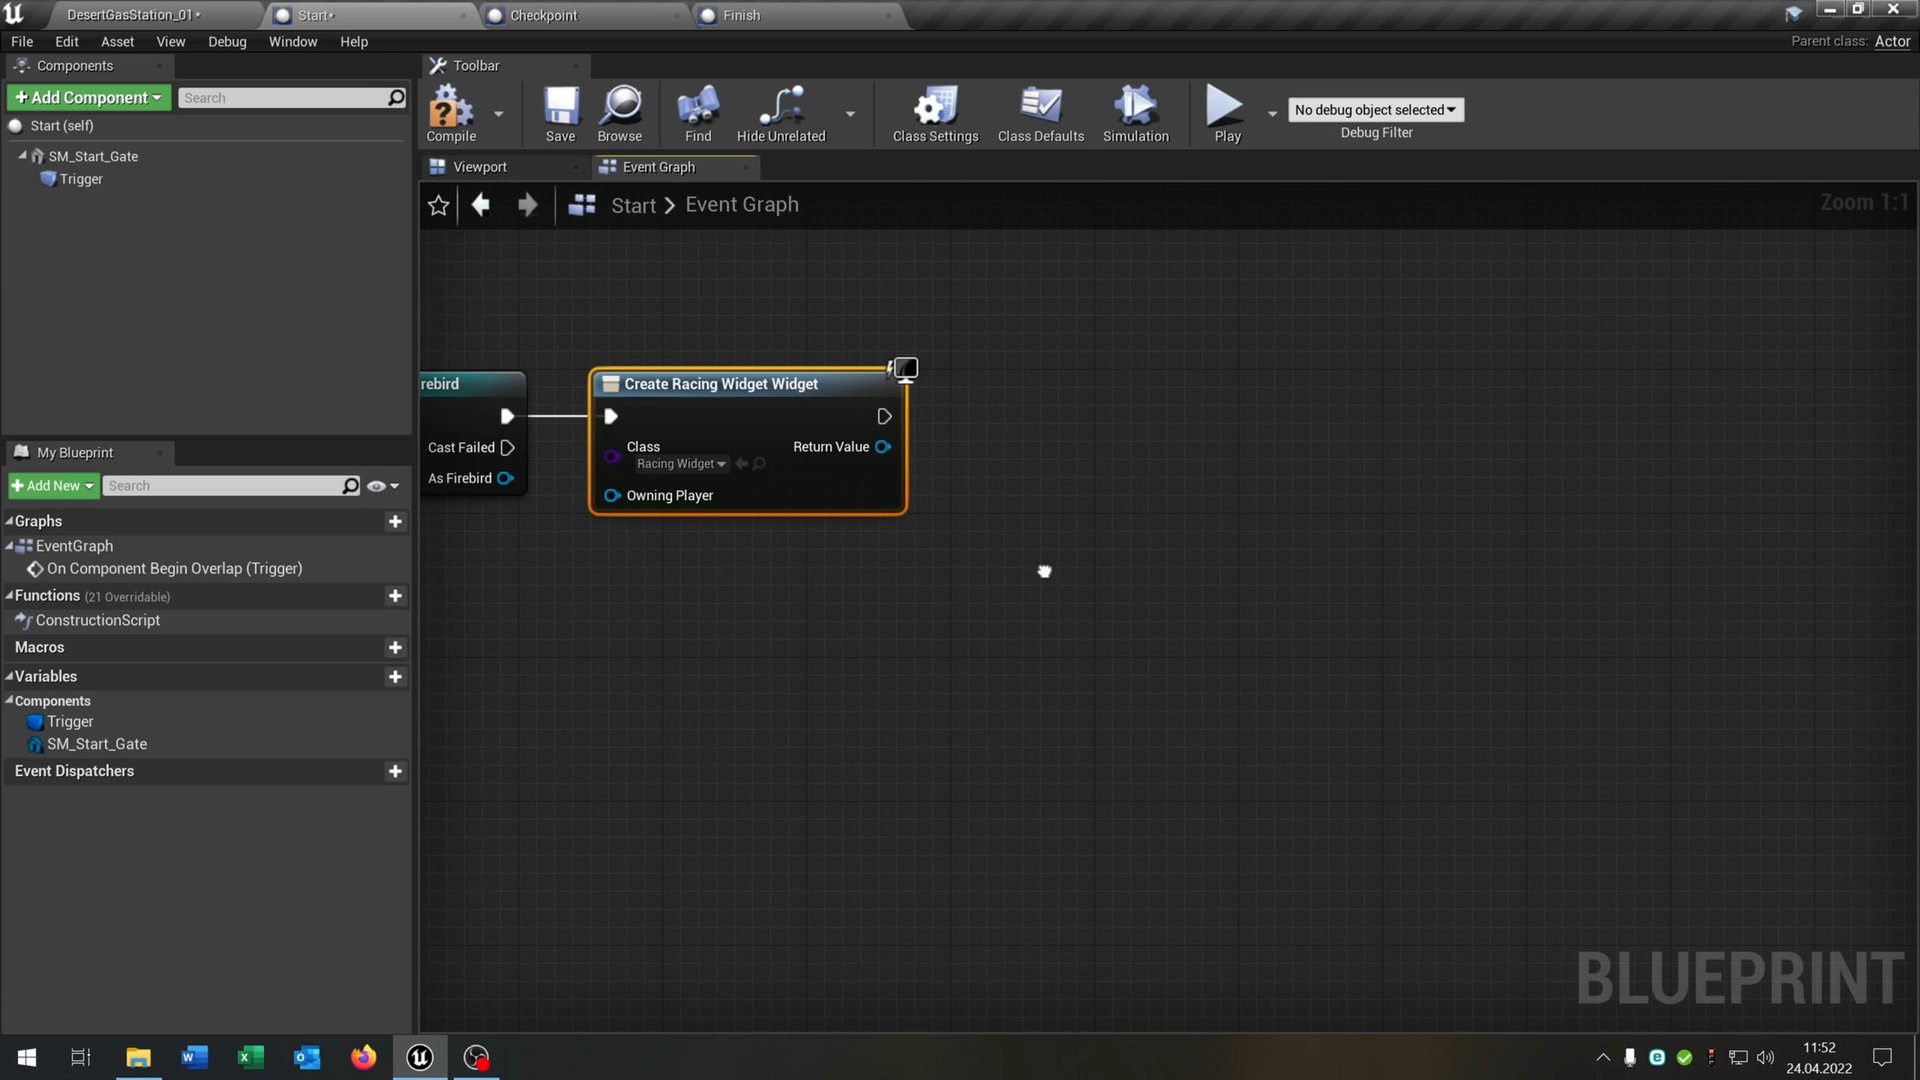 DesertGasStation_01*
Start*
Checkpoint
Finish
File Edit Asset View Debug Window Help
Parent class: Actor
Components
Toolbar
+ Add Component
Search
Start (self)
SM_Start_Gate
Trigger
Compile
Save
Browse
Find
Hide Unrelated
Class Settings
Class Defaults
Simulation
Play
No debug object selected
Debug Filter
Viewport
Event Graph
Start > Event Graph
Zoom 1:1
rebird
Cast Failed
As Firebird
Create Racing Widget Widget
Class
Racing Widget
Return Value
Owning Player
My Blueprint
+ Add New
Search
Graphs
EventGraph
On Component Begin Overlap (Trigger)
Functions (21 Overridable)
ConstructionScript
Macros
Variables
Components
Trigger
SM_Start_Gate
Event Dispatchers
BLUEPRINT
11:52
24.04.2022